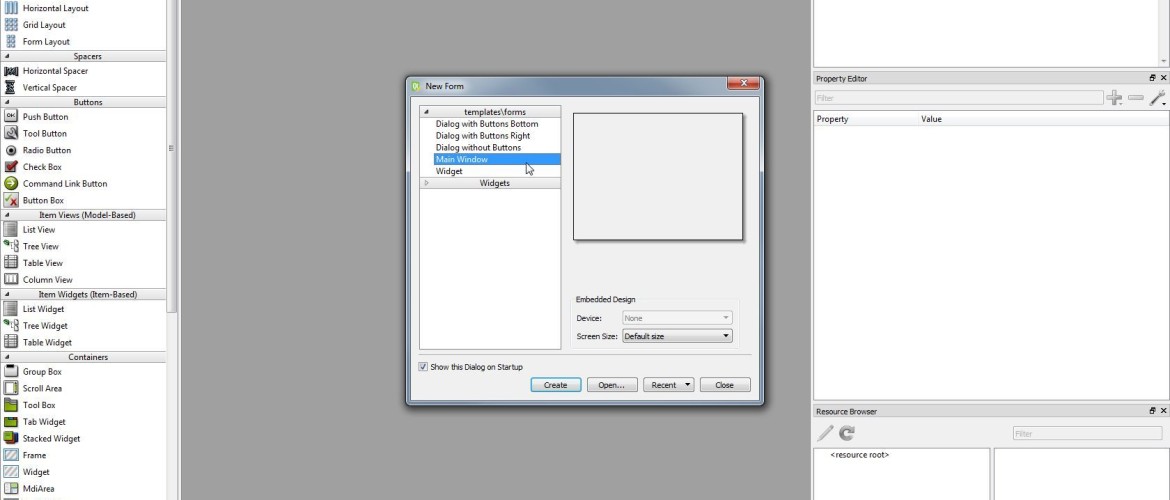 Horizontal Layout
Grid Layout
Form Layout
Spacers
Horizontal Spacer
Vertical Spacer
Buttons
Push Button
Tool Button
Radio Button
Check Box
Command Link Button
Button Box
Item Views (Model-Based)
List View
Tree View
Table View
Column View
Item Widgets (Item-Based)
List Widget
Tree Widget
Table Widget
Containers
Group Box
Scroll Area
Tool Box
Tab Widget
Stacked Widget
Frame
Widget
MdiArea
New Form
templates\forms
Dialog with Buttons Bottom
Dialog with Buttons Right
Dialog without Buttons
Main Window
Widget
Widgets
Embedded Design
Device: None
Screen Size: Default size
Show this Dialog on Startup
Create Open... Recent Close
Property Editor
Filter
Property Value
Resource Browser
Filter
<resource root>